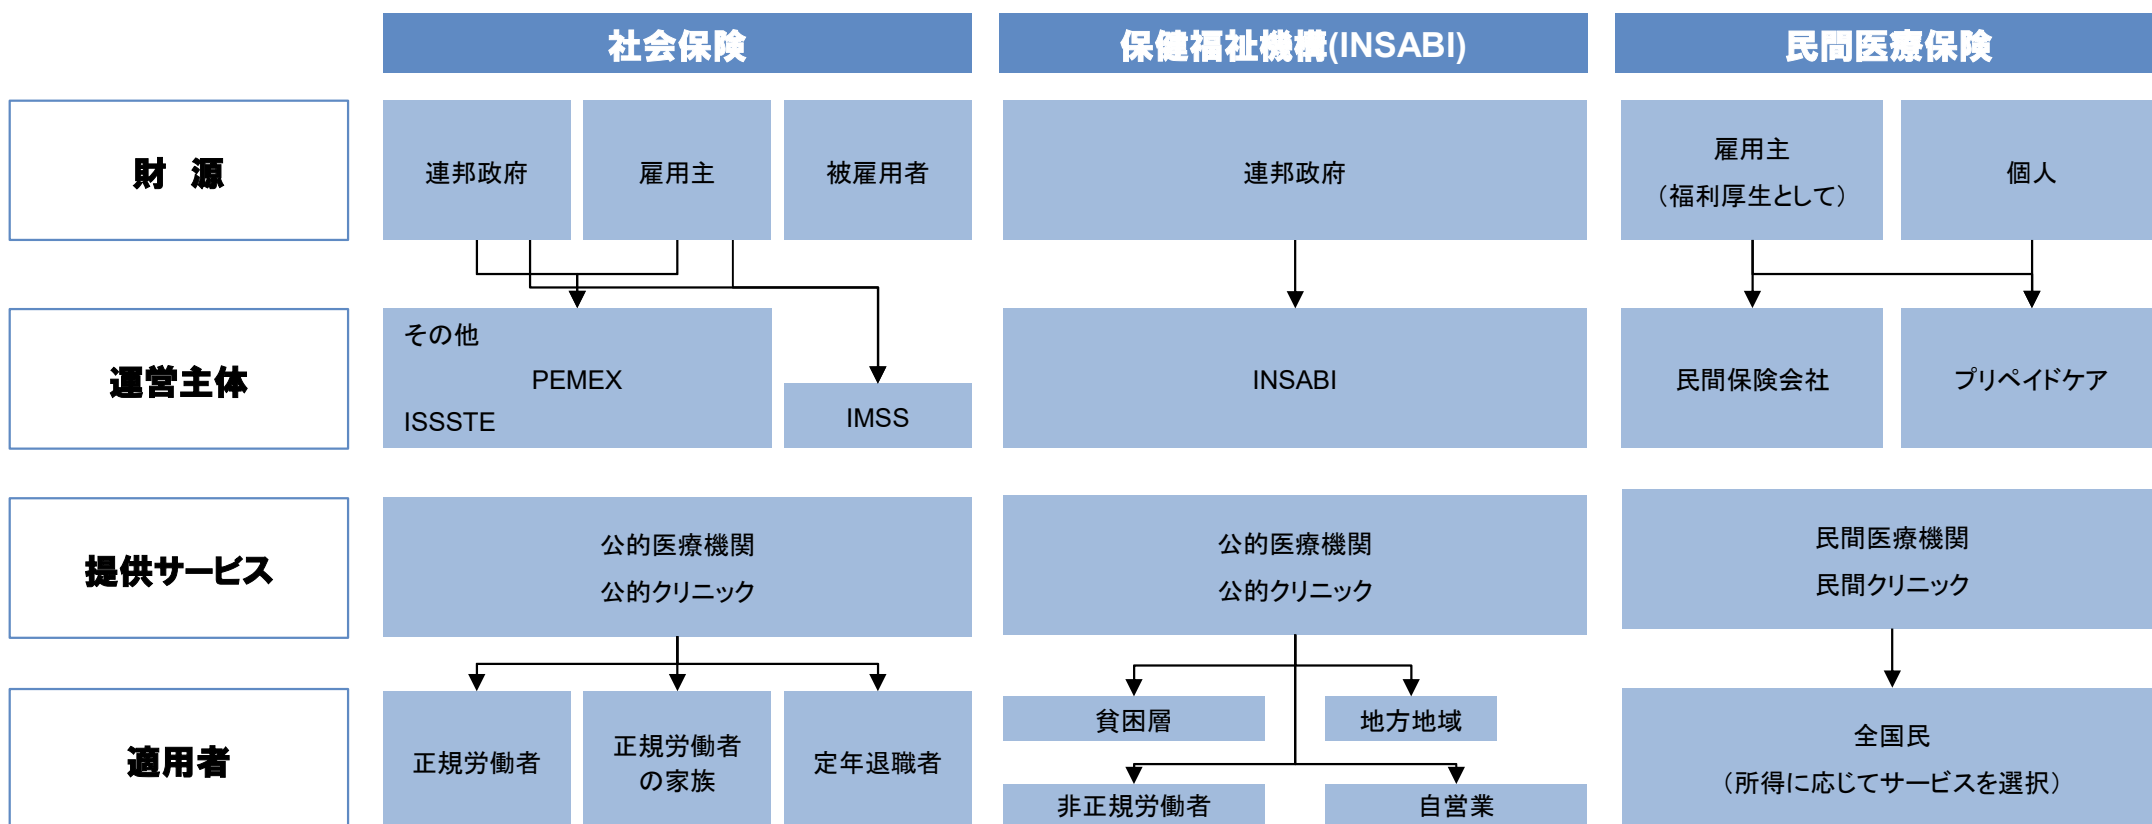 社会保険
保健福祉機構(INSABI)
民間医療保険
財　源
連邦政府
雇用主
被雇用者
連邦政府
雇用主
（福利厚生として）
個人
運営主体
その他
PEMEX
ISSSTE
IMSS
INSABI
民間保険会社
プリペイドケア
提供サービス
公的医療機関
公的クリニック
公的医療機関
公的クリニック
民間医療機関
民間クリニック
適用者
正規労働者
正規労働者
の家族
定年退職者
貧困層
地方地域
非正規労働者
自営業
全国民
（所得に応じてサービスを選択）